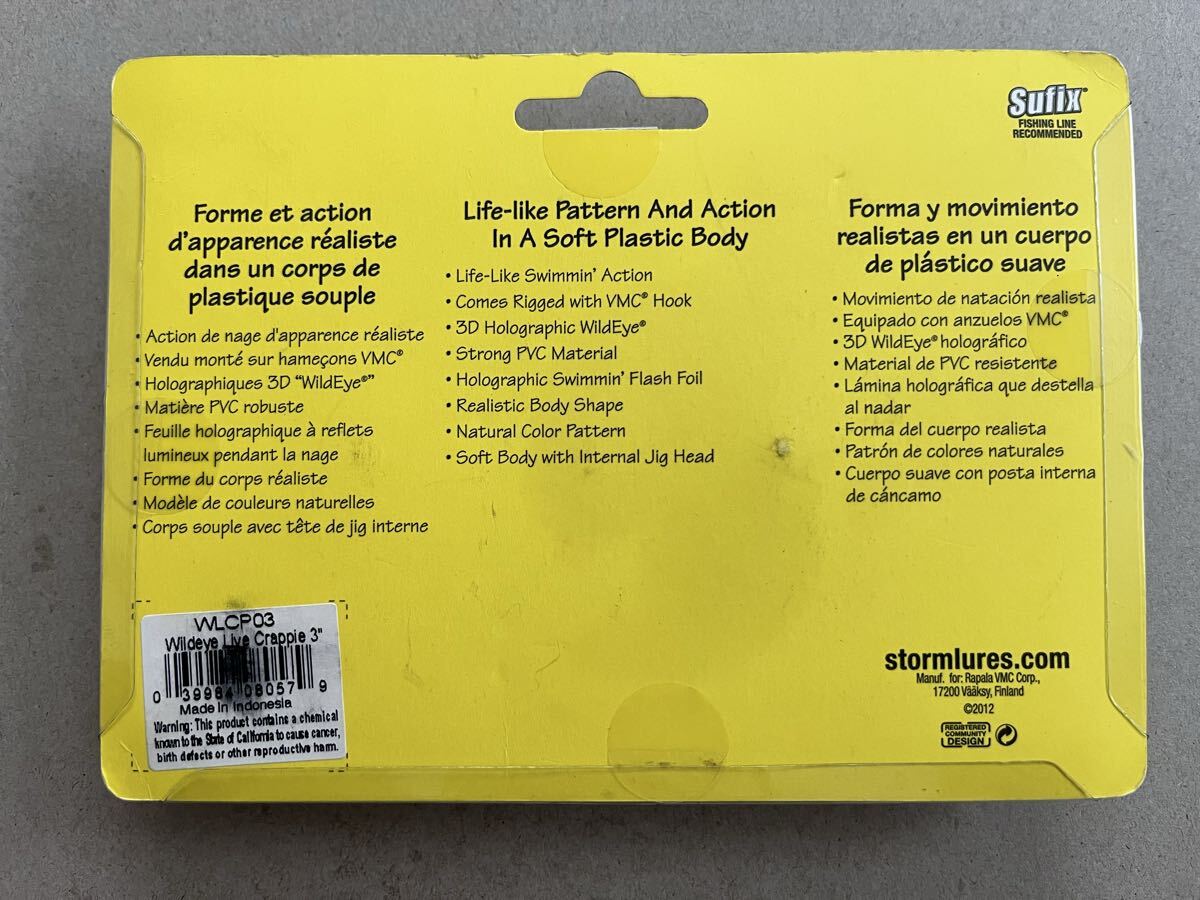 Sufix®
FISHING LINE
RECOMMENDED
Forme et action
d'apparence réaliste
dans un corps de
plastique souple
• Action de nage d'apparence réaliste
• Vendu monté sur hameçons VMC®
• Holographiques 3D "WildEye®"
• Matière PVC robuste
• Feuille holographique à reflets
lumineux pendant la nage
• Forme du corps réaliste
• Modèle de couleurs naturelles
• Corps souple avec tête de jig interne
Life-like Pattern And Action
In A Soft Plastic Body
• Life-Like Swimmin' Action
• Comes Rigged with VMC® Hook
• 3D Holographic WildEye®
• Strong PVC Material
• Holographic Swimmin' Flash Foil
• Realistic Body Shape
• Natural Color Pattern
• Soft Body with Internal Jig Head
Forma y movimiento
realistas en un cuerpo
de plástico suave
• Movimiento de natación realista
• Equipado con anzuelos VMC®
• 3D WildEye® holográfico
• Material de PVC resistente
• Lámina holográfica que destella
al nadar
• Forma del cuerpo realista
• Patrón de colores naturales
• Cuerpo suave con posta interna
de cáncamo
WLCP03
Wildeye Live Crappie 3"
0 39984 08057 9
Made In Indonesia
Warning: This product contains a chemical
known to the State of California to cause cancer,
birth defects or other reproductive harm.
stormlures.com
Manuf. for: Rapala VMC Corp.,
17200 Vääksy, Finland
©2012
REGISTERED
COMMUNITY
DESIGN